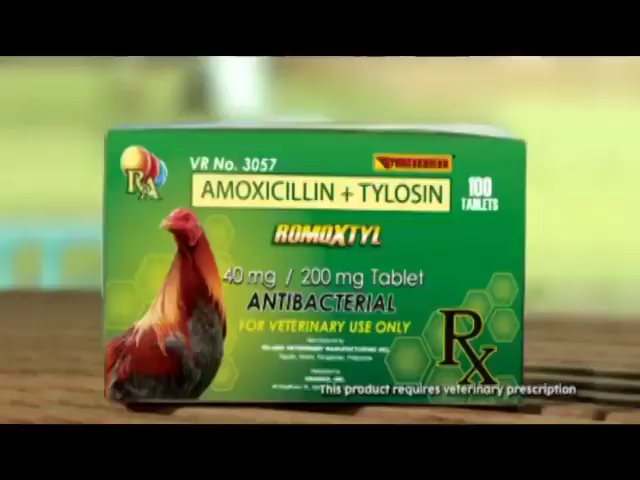 VR No. 3057
RA
AMOXICILLIN + TYLOSIN
100
TABLETS
ROMOXTYL
40 mg / 200 mg Tablet
ANTIBACTERIAL
FOR VETERINARY USE ONLY
Rx
This product requires veterinary prescription